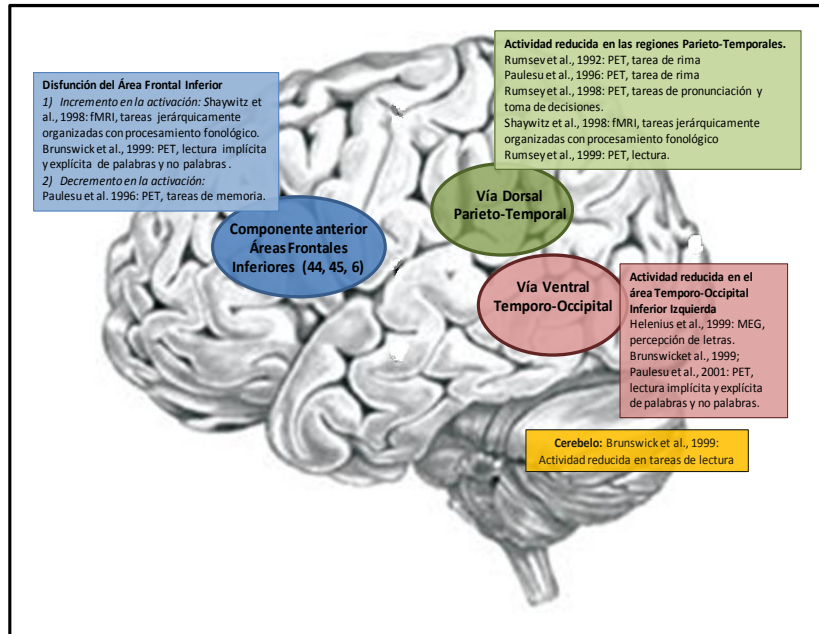 Disfunción del Área Frontal Inferior
1) Incremento en la activación: Shaywitz et
al., 1998: fMRI, tareas jerárquicamente
organizadas con procesamiento fonológico.
Brunswick et al., 1999: PET, lectura implícita
y explícita de palabras y no palabras .
2) Decremento en la activación:
Paulesu et al. 1996: PET, tareas de memoria.
Actividad reducida en las regiones Parieto-Temporales.
Rumsev et al., 1992: PET, tarea de rima
Paulesu et al., 1996: PET, tarea de rima
Rumsey et al., 1998: PET, tareas de pronunciación y
toma de decisiones.
Shaywitz et al., 1998: fMRI, tareas jerárquicamente
organizadas con procesamiento fonológico
Rumsey et al., 1999: PET, lectura.
Componente anterior
Áreas Frontales
Inferiores (44, 45, 6)
Vía Dorsal
Parieto-Temporal
Vía Ventral
Temporo-Occipital
Actividad reducida en el
área Temporo-Occipital
Inferior Izquierda
Helenius et al., 1999: MEG,
percepción de letras.
Brunswicket al., 1999;
Paulesu et al., 2001: PET,
lectura implícita y explícita
de palabras y no palabras.
Cerebelo: Brunswick et al., 1999:
Actividad reducida en tareas de lectura